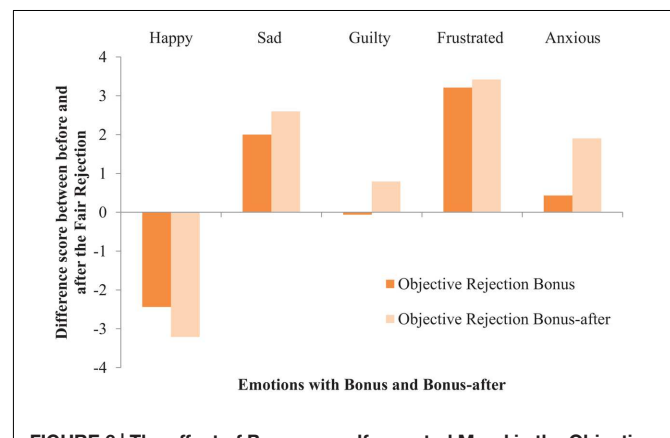 Happy Sad Guilty Frustrated Anxious
4
3
2
1
0
-1
-2
-3
-4
Difference score between before and
after the Fair Rejection
Objective Rejection Bonus
Objective Rejection Bonus-after
Emotions with Bonus and Bonus-after